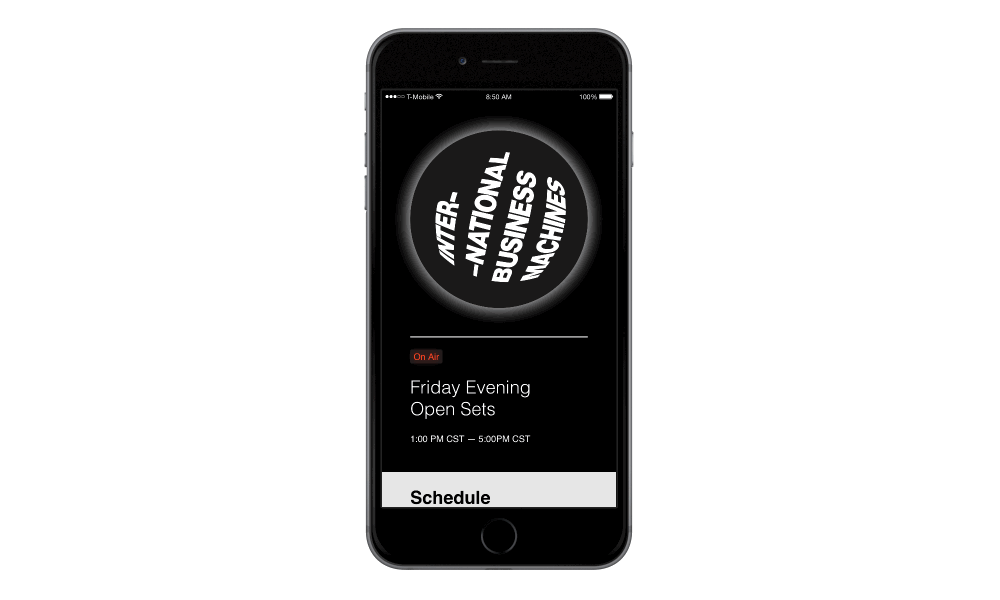 T-Mobile 8:50 AM 100%
INTER-
-NATIONAL
BUSINESS
MACHINES
On Air
Friday Evening
Open Sets
1:00 PM CST — 5:00PM CST
Schedule